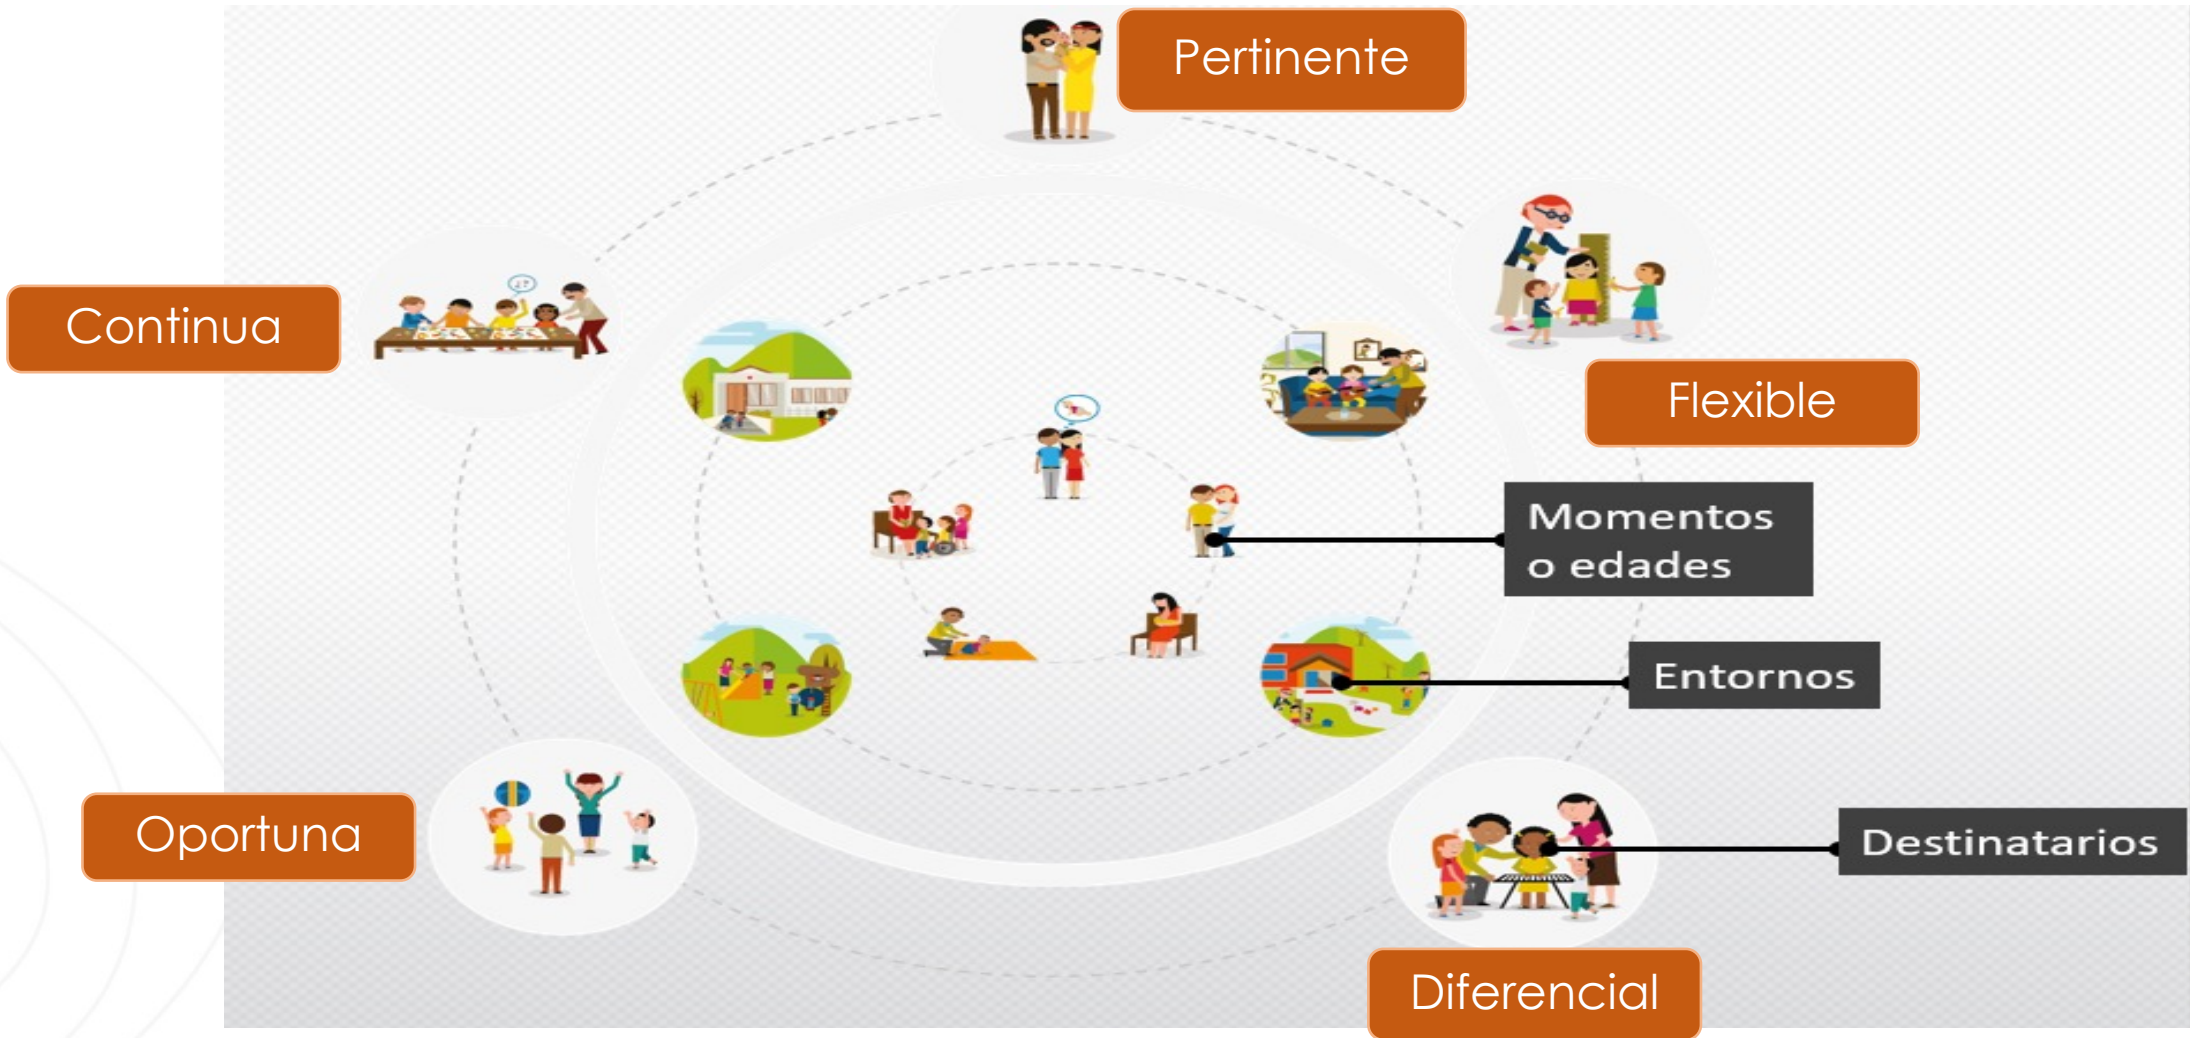 Pertinente
Continua
Flexible
Momentos
o edades
Entornos
Oportuna
Destinatarios
Diferencial